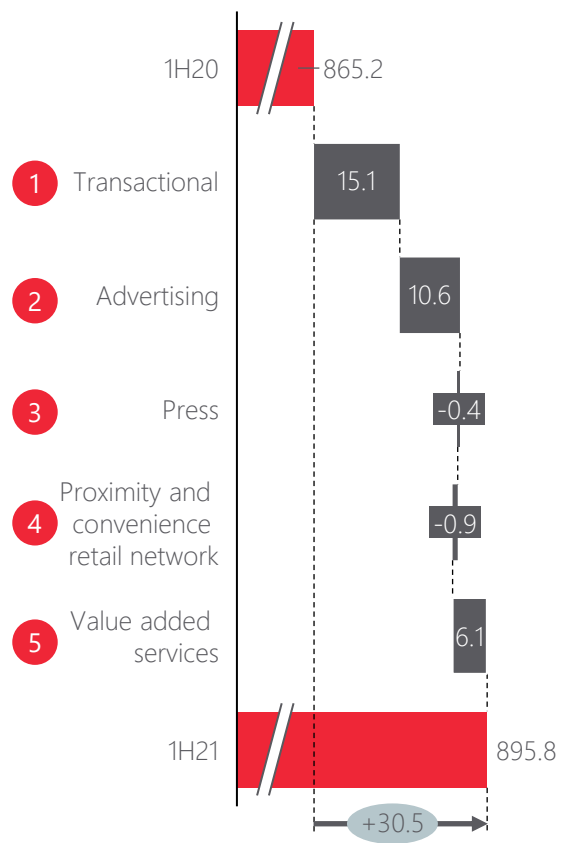 1H20
865.2
1 Transactional 15.1
2 Advertising 10.6
3 Press -0.4
4 Proximity and
convenience
retail network
-0.9
5 Value added
services
6.1
1H21
895.8
+30.5